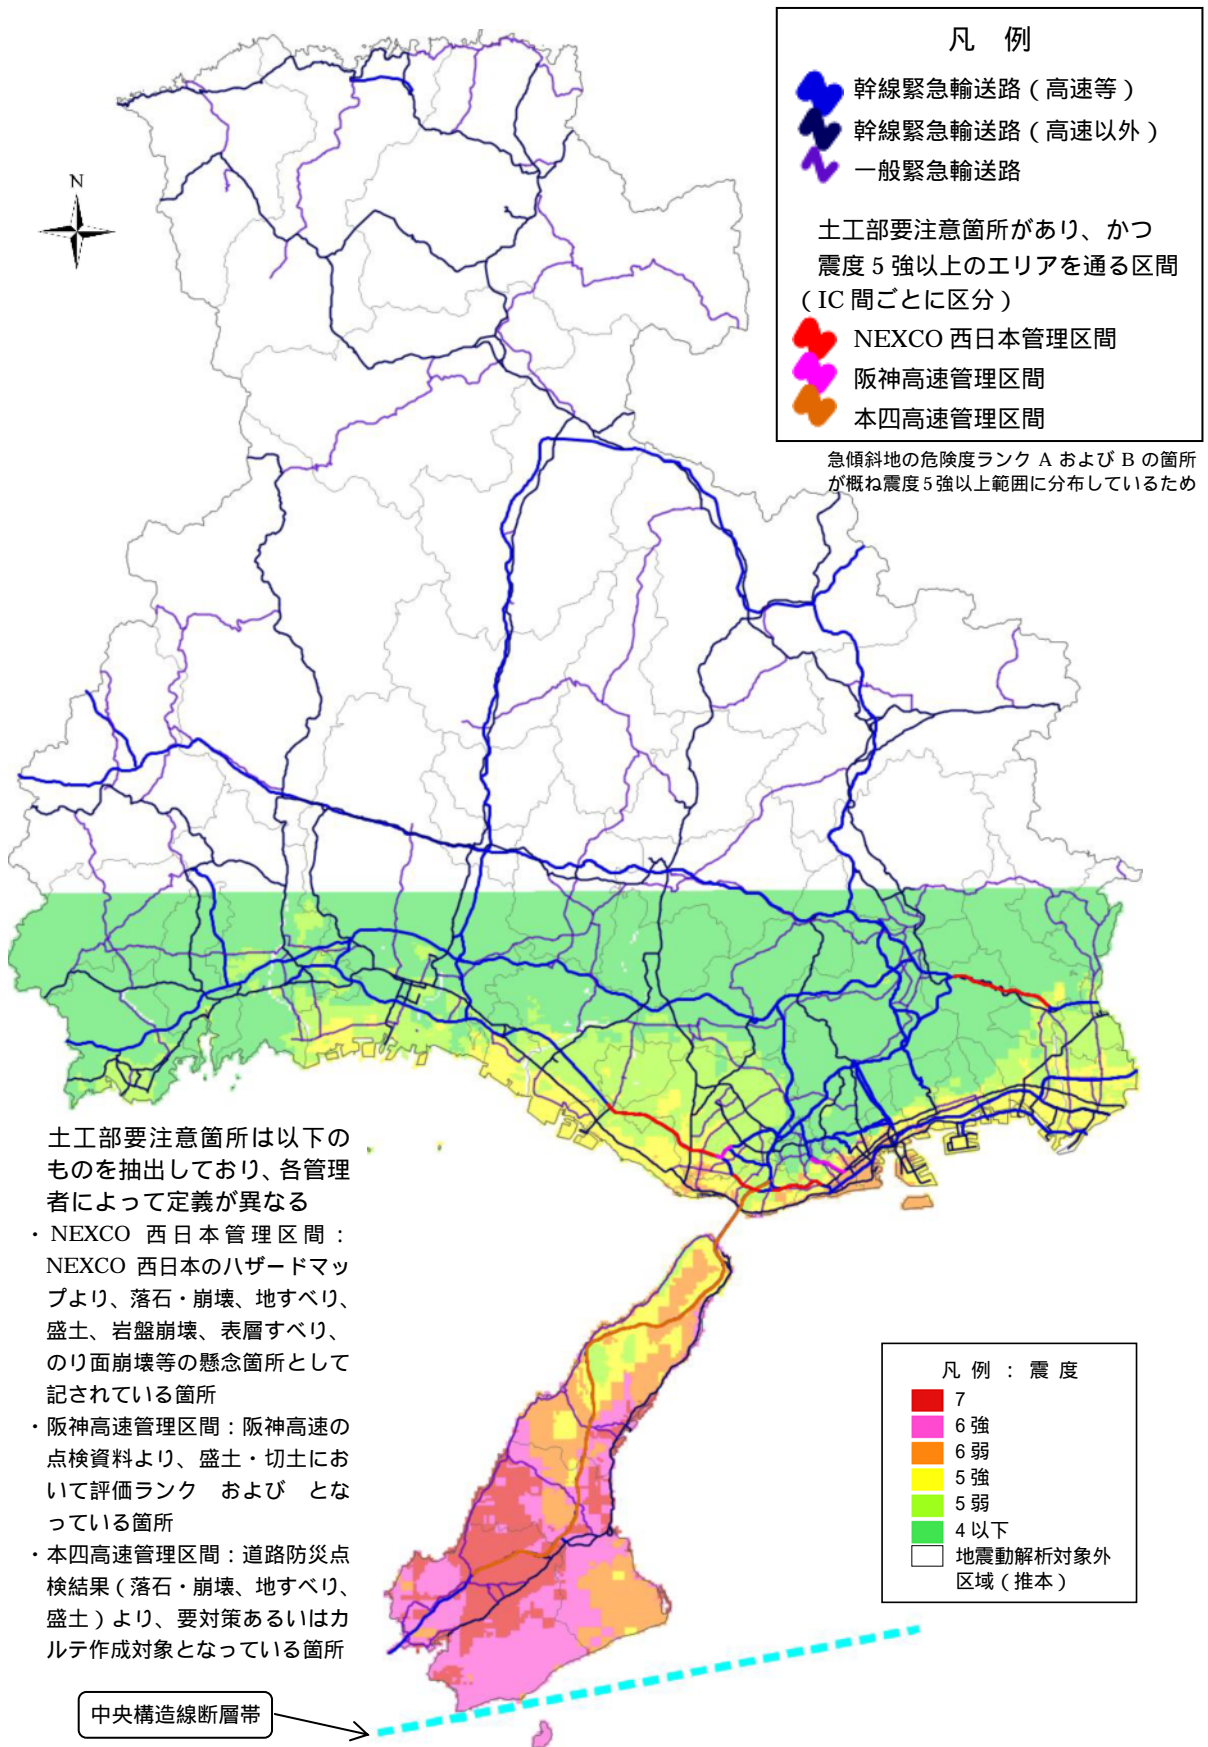 凡 例
幹線緊急輸送路（高速等）
幹線緊急輸送路（高速以外）
一般緊急輸送路
土工部要注意箇所があり、かつ
震度 5 強以上のエリアを通る区間
（IC 間ごとに区分）
NEXCO 西日本管理区間
阪神高速管理区間
本四高速管理区間
急傾斜地の危険度ランク A および B の箇所
が概ね震度5強以上範囲に分布しているため
N
土工部要注意箇所は以下の
ものを抽出しており、各管理
者によって定義が異なる
・NEXCO 西日本管理区間：
NEXCO 西日本のハザードマッ
プより、落石・崩壊、地すべり、
盛土、岩盤崩壊、表層すべり、
のり面崩壊等の懸念箇所として
記されている箇所
・阪神高速管理区間：阪神高速の
点検資料より、盛土・切土にお
いて評価ランク および とな
っている箇所
・本四高速管理区間：道路防災点
検結果（落石・崩壊、地すべり、
盛土）より、要対策あるいはカ
ルテ作成対象となっている箇所
凡 例 ： 震 度
7
6 強
6 弱
5 強
5 弱
4 以下
地震動解析対象外
区域（推本）
中央構造線断層帯